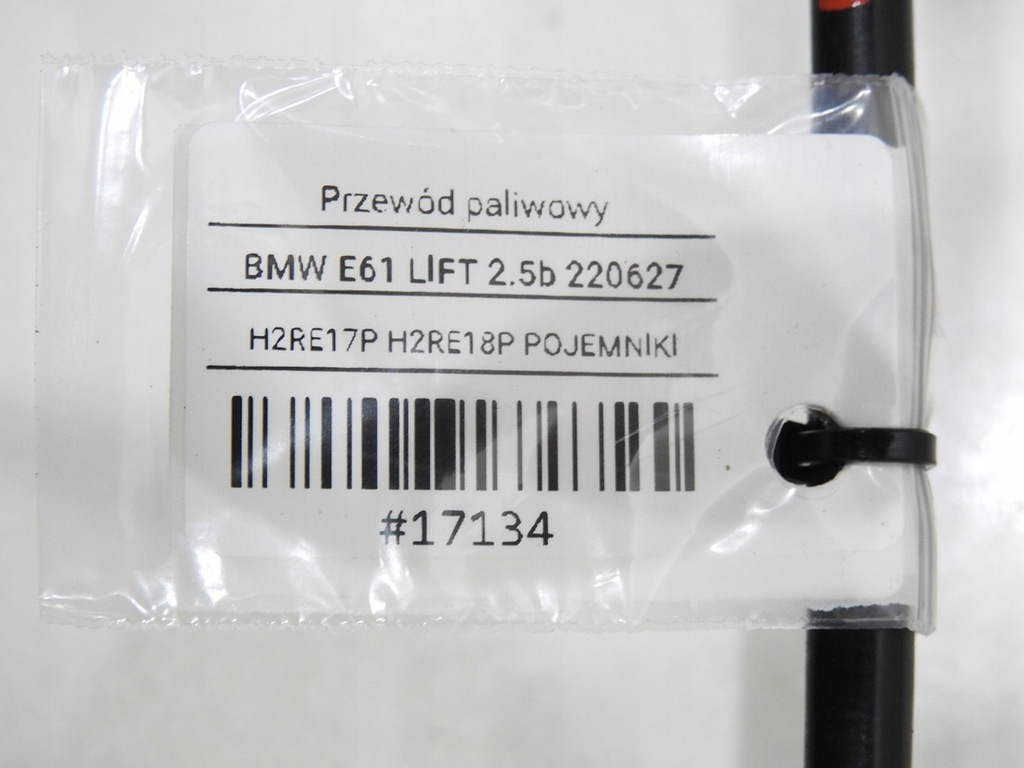 Przewód paliwowy
BMW E61 LIFT 2.5b 220627
H2RE17P H2RE18P POJEMNIKI
#17134